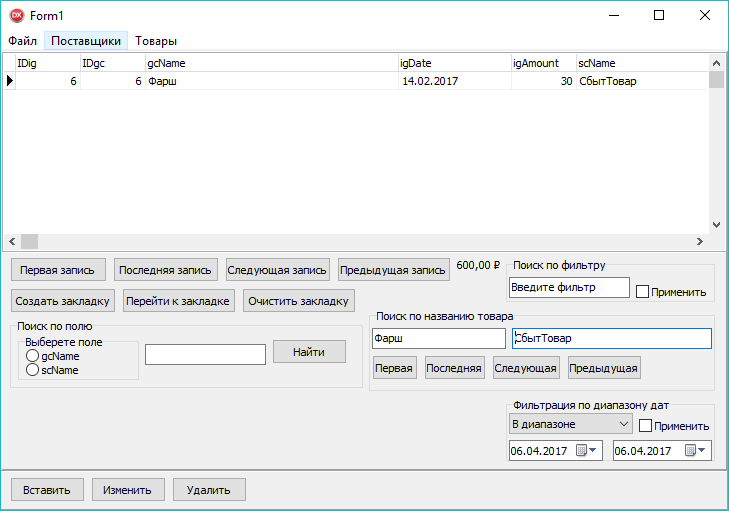 DX Form1
Файл Поставщики Товары
IDig IDgc gcName igDate igAmount scName
6 6 Фарш 14.02.2017 30 СбытТовар
Первая запись Последняя запись Следующая запись Предыдущая запись 600,00 ₽
Поиск по фильтру
Введите фильтр Применить
Создать закладку Перейти к закладке Очистить закладку
Поиск по полю
Выберете поле
gcName
scName
Найти
Поиск по названию товара
Фарш СбытТовар
Первая Последняя Следующая Предыдущая
Фильтрация по диапазону дат
В диапазоне Применить
06.04.2017 06.04.2017
Вставить Изменить Удалить